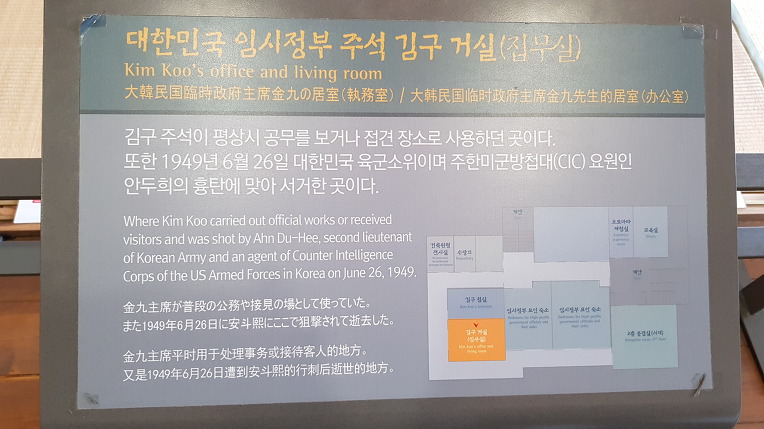 대한민국 임시정부 주석 김구 거실(집무실)
Kim Koo's office and living room
大韓民国臨時政府主席金九の居室(執務室) / 大韩民国临时政府主席金九先生的居室(办公室)
김구 주석이 평상시 공무를 보거나 접견 장소로 사용하던 곳이다.
또한 1949년 6월 26일 대한민국 육군소위이며 주한미군방첩대(CIC) 요원인
안두희의 흉탄에 맞아 서거한 곳이다.
Where Kim Koo carried out official works or received
visitors and was shot by Ahn Du-Hee, second lieutenant
of Korean Army and an agent of Counter Intelligence
Corps of the US Armed Forces in Korea on June 26, 1949.
金九主席が普段の公務や接見の場として使っていた。
また1949年6月26日に安斗熙にここで狙撃されて逝去した。
金九主席平时用于处理事务或接待客人的地方。
又是1949年6月26日遭到安斗熙的行刺后逝世的地方。
계단
수장고
교육실
계단
김구 침실
임시정부 요인 숙소
임시정부 요인 숙소
김구 거실
(집무실)
Kim Koo's office and
living room